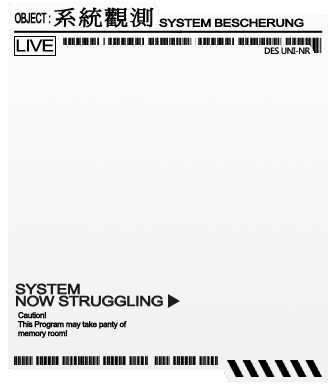 OBJECT : 系統觀測 SYSTEM BESCHERUNG
LIVE
DES UNI-NR
SYSTEM
NOW STRUGGLING ▶
Caution!
This Program may take panty of
memory room!